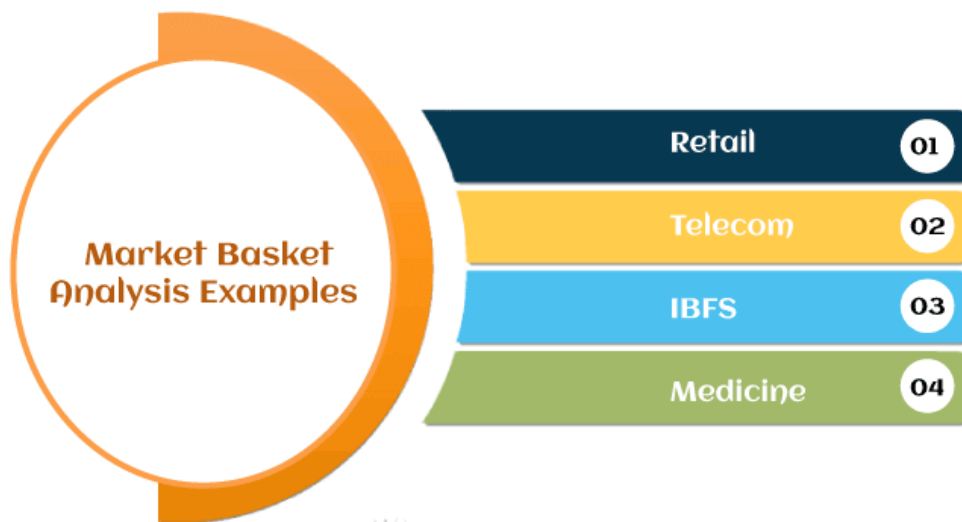 Market Basket
Analysis Examples
Retail 01
Telecom 02
IBFS 03
Medicine 04